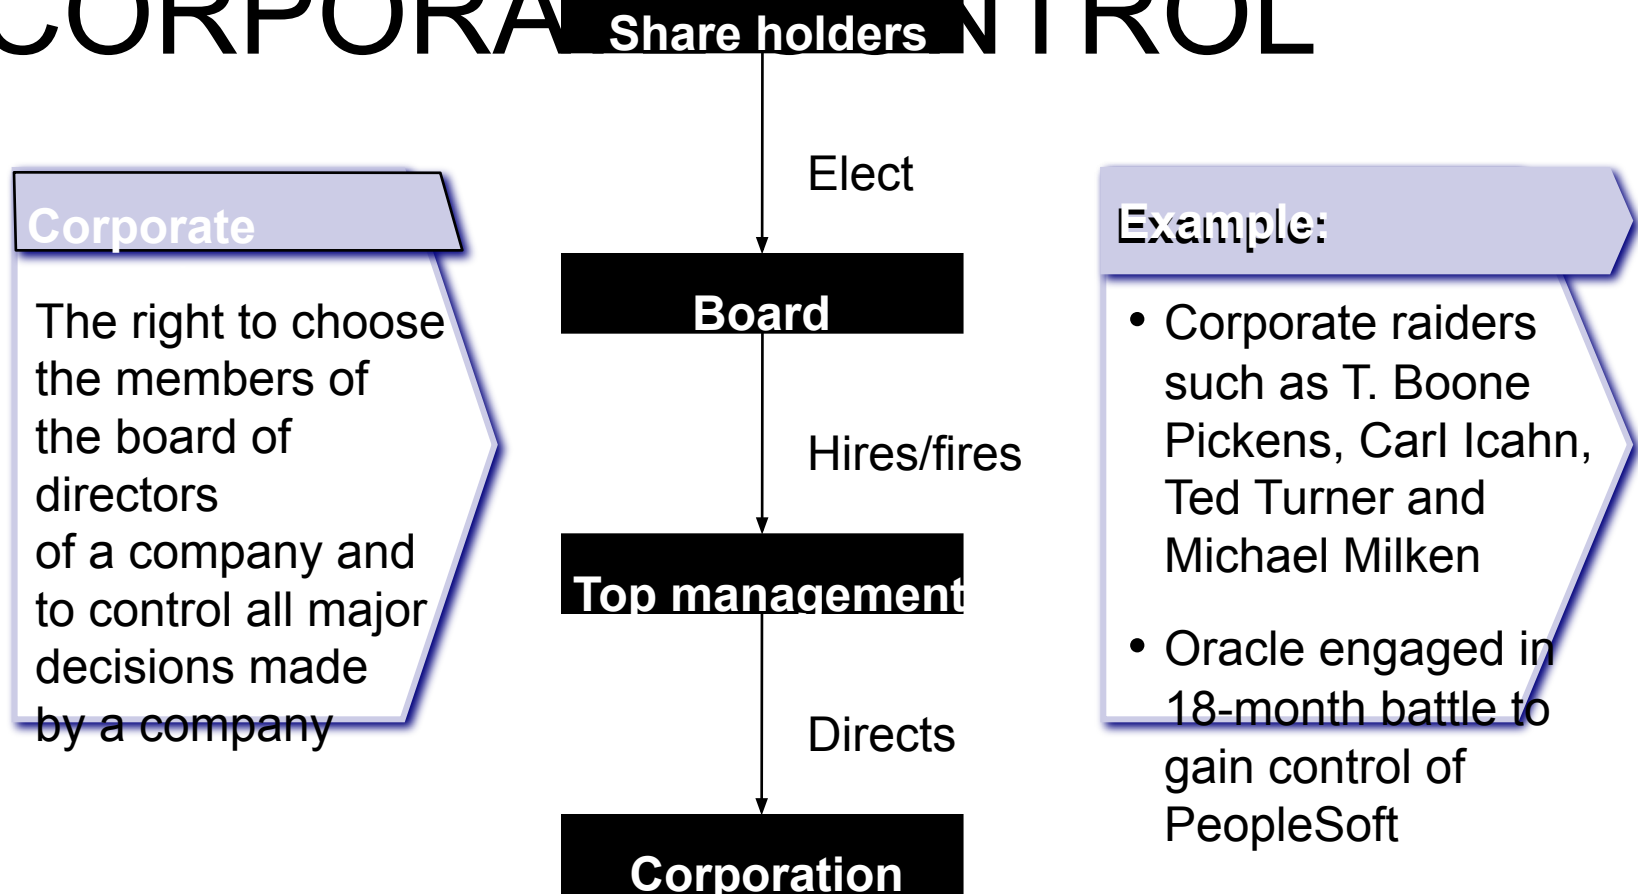 CORPORATE CONTROL
Share holders
Elect
Corporate
The right to choose
the members of
the board of
directors
of a company and
to control all major
decisions made
by a company
Board
Hires/fires
Top management
Directs
Corporation
Example:
• Corporate raiders
such as T. Boone
Pickens, Carl Icahn,
Ted Turner and
Michael Milken
• Oracle engaged in
18-month battle to
gain control of
PeopleSoft